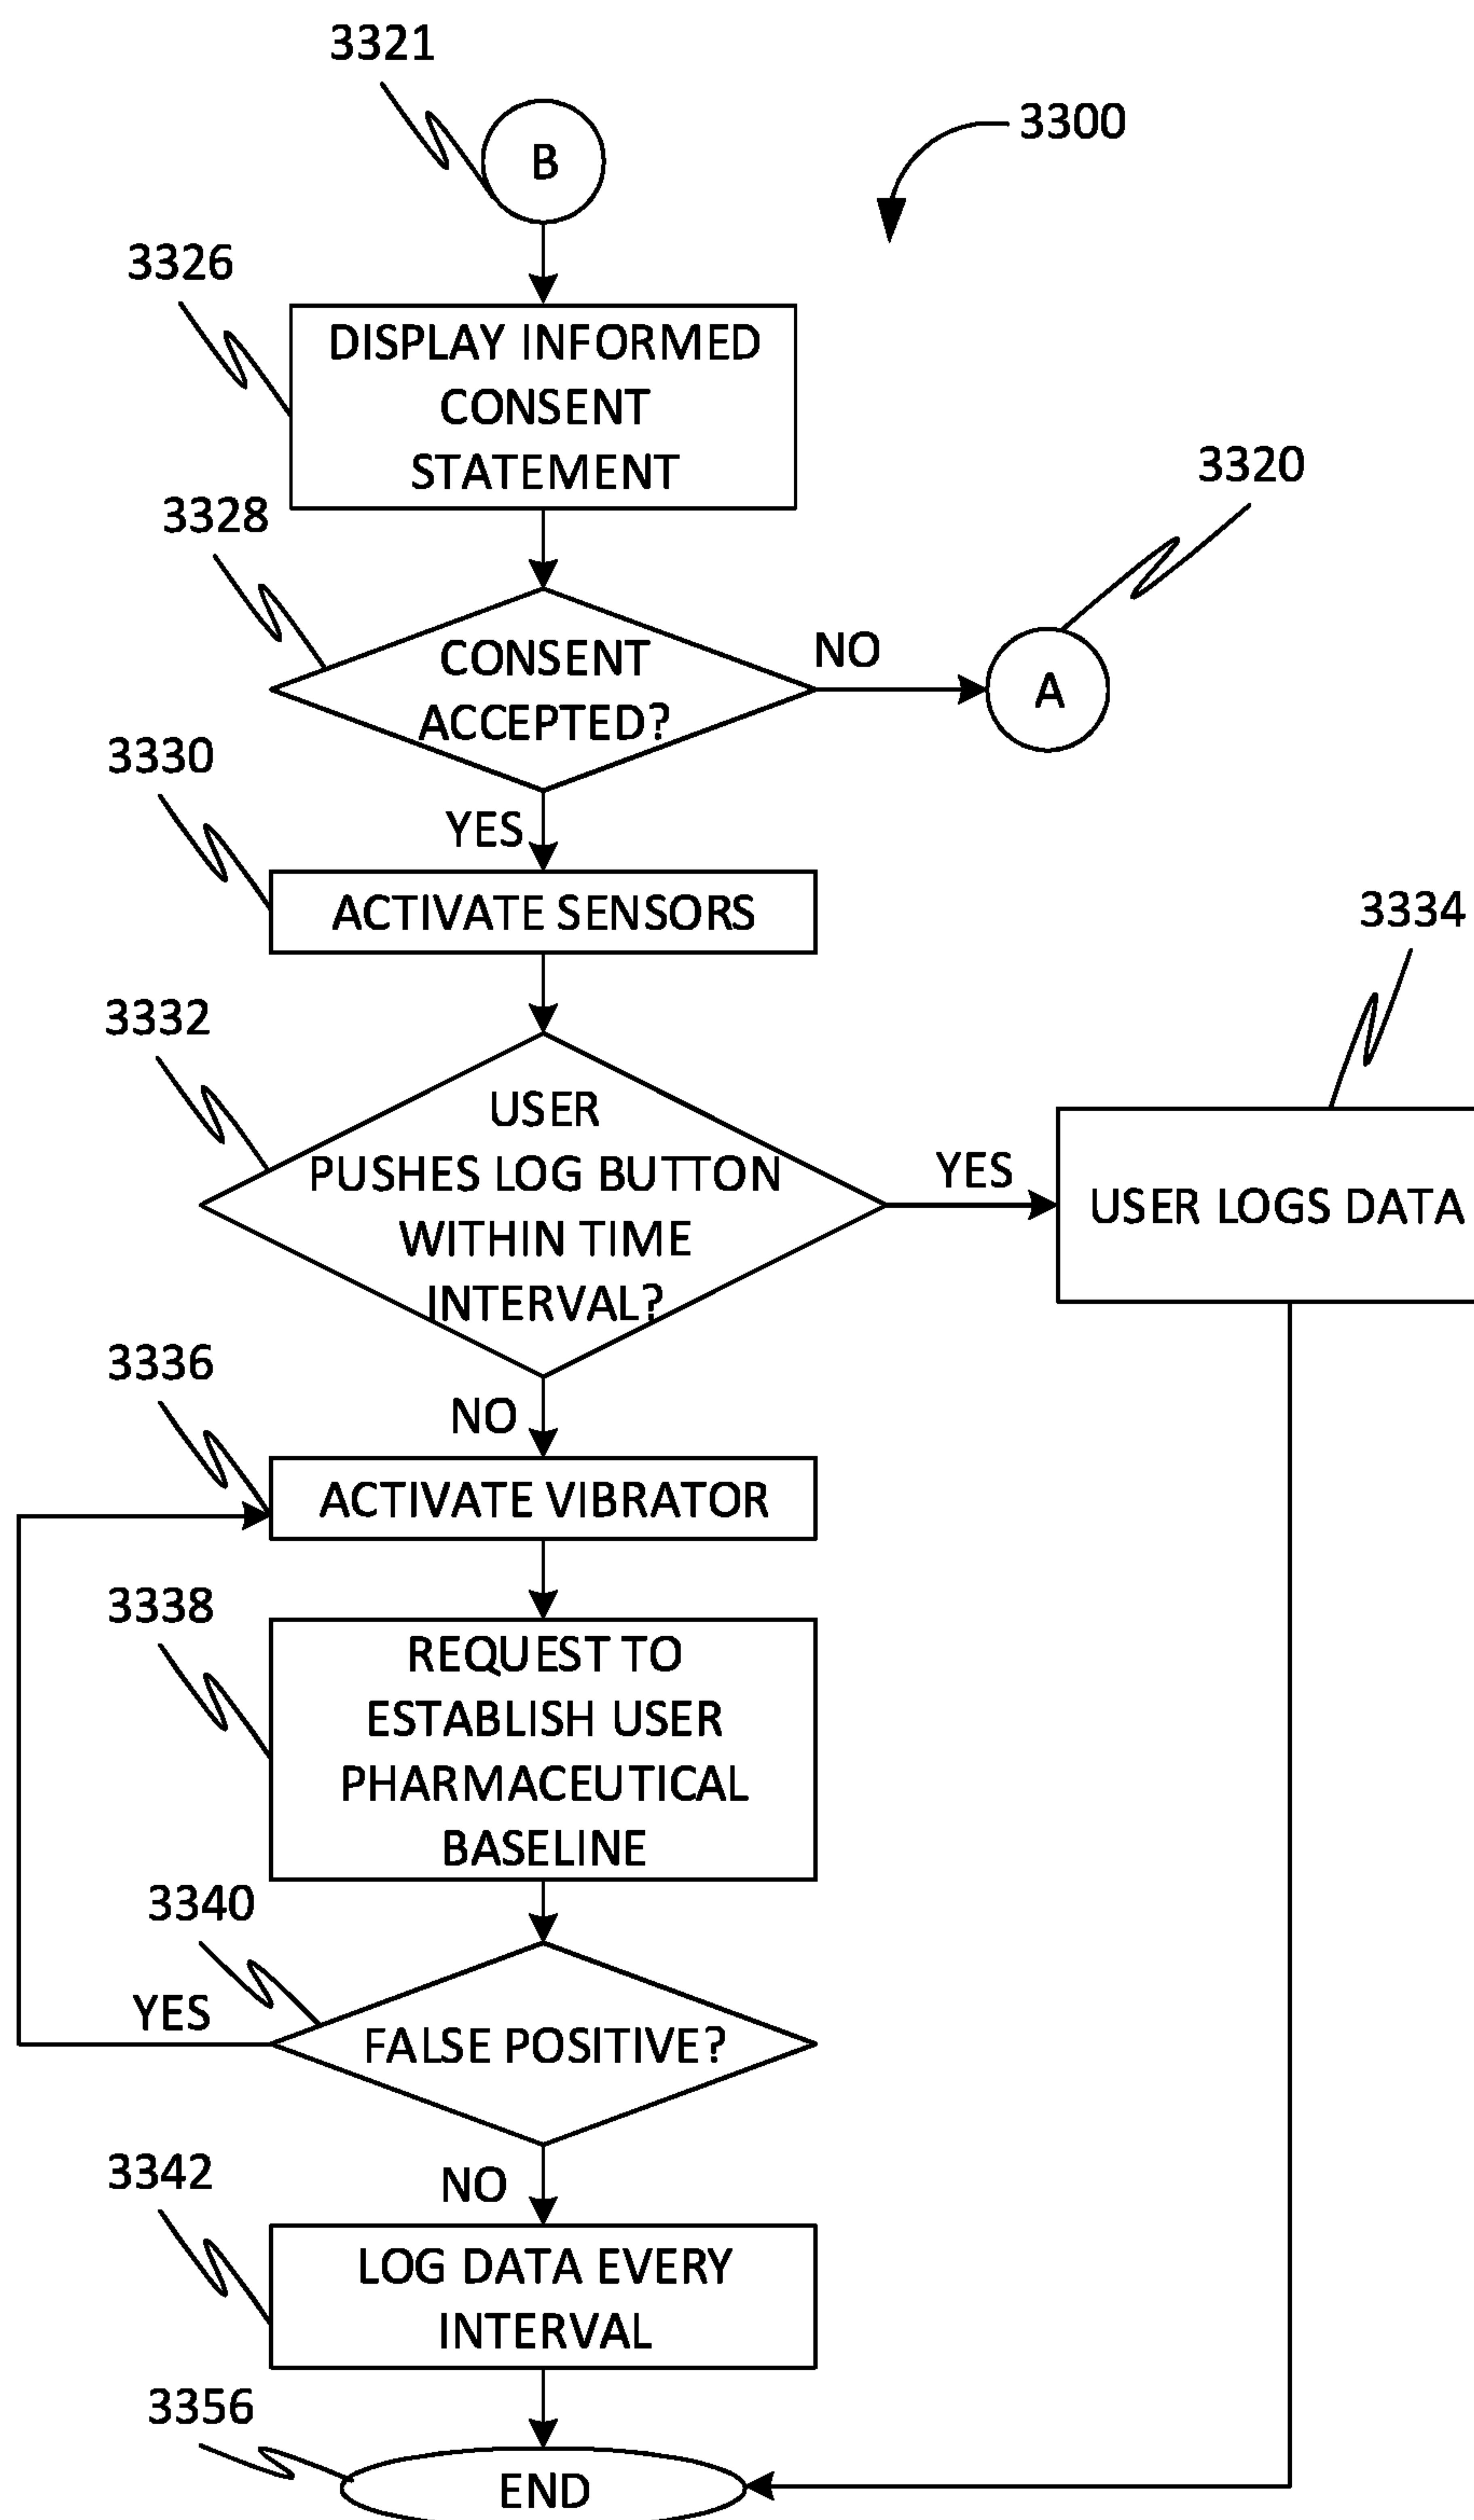 3321
B
3300
3326
DISPLAY INFORMED
CONSENT
STATEMENT
3328
CONSENT
ACCEPTED?
NO
A
3320
3330
YES
ACTIVATE SENSORS
3332
USER
PUSHES LOG BUTTON
WITHIN TIME
INTERVAL?
YES
3334
USER LOGS DATA
3336
NO
ACTIVATE VIBRATOR
3338
REQUEST TO
ESTABLISH USER
PHARMACEUTICAL
BASELINE
3340
YES
FALSE POSITIVE?
3342
NO
LOG DATA EVERY
INTERVAL
3356
END